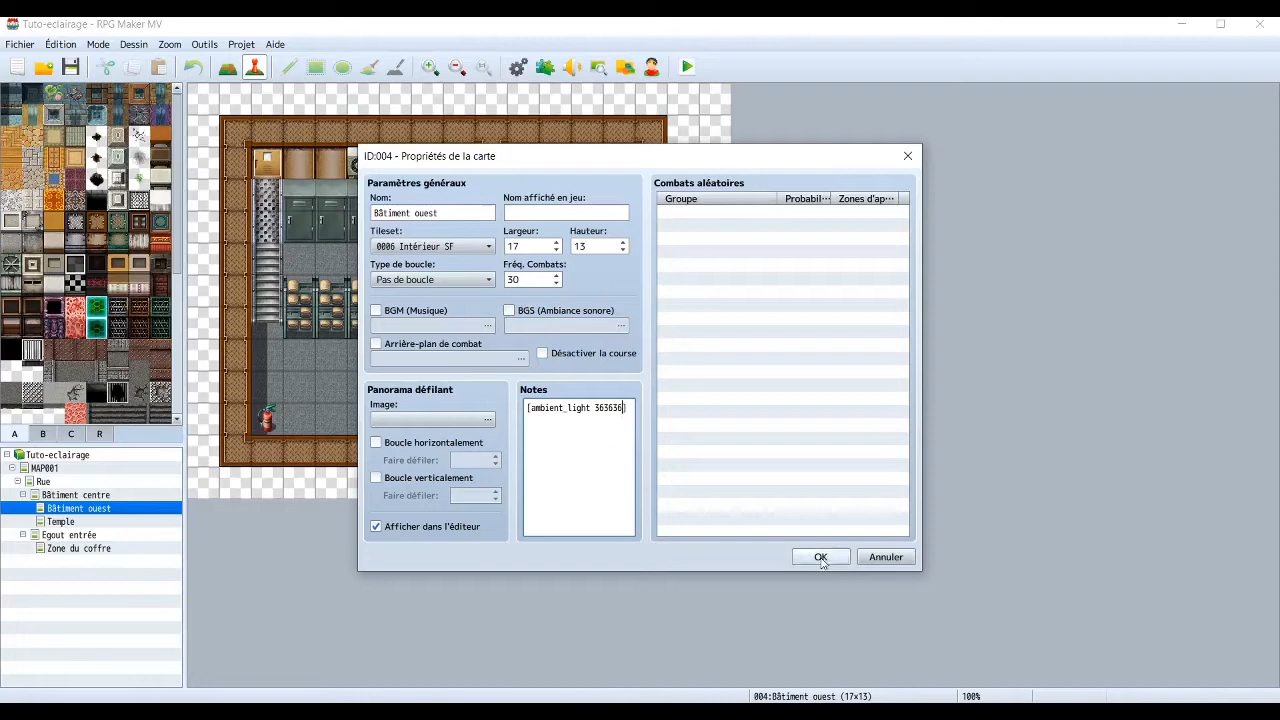 Tuto-eclairage - RPG Maker MV
Fichier Édition Mode Dessin Zoom Outils Projet Aide
ID:004 - Propriétés de la carte
Paramètres généraux
Nom: Nom affiché en jeu:
Bâtiment ouest
Tileset: Largeur: Hauteur:
0006 Intérieur SF 17 13
Type de boucle: Fréq. Combats:
Pas de boucle 30
BGM (Musique) BGS (Ambiance sonore)
... ...
Arrière-plan de combat
... Désactiver la course
Panorama défilant
Image:
...
Boucle horizontalement
Faire défiler:
Boucle verticalement
Faire défiler:
Afficher dans l'éditeur
Notes
[ambient_light 363636]
Combats aléatoires
Groupe Probabil··· Zones d'ap···
OK Annuler
A B C R
Tuto-eclairage
MAP001
Rue
Bâtiment centre
Bâtiment ouest
Temple
Egout entrée
Zone du coffre
004:Bâtiment ouest (17×13) 100%